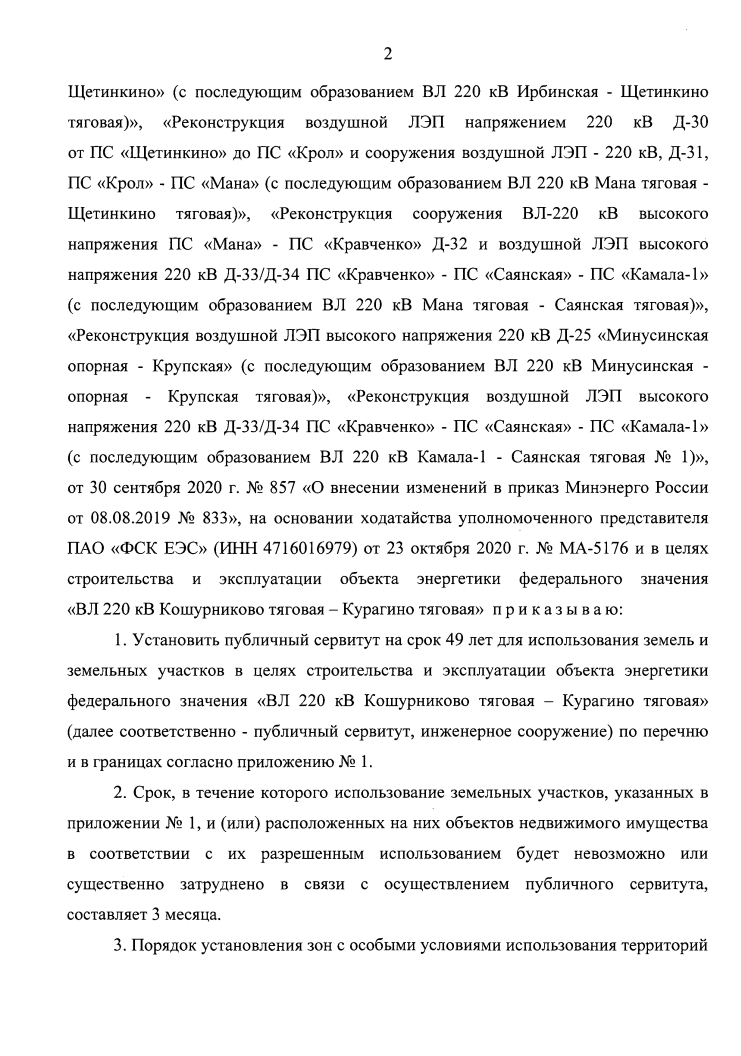 2
Щетинкино» (с последующим образованием ВЛ 220 кВ Ирбинская - Щетинкино
тяговая)», «Реконструкция воздушной ЛЭП напряжением 220 кВ Д-30
от ПС «Щетинкино» до ПС «Крол» и сооружения воздушной ЛЭП - 220 кВ, Д-31,
ПС «Крол» - ПС «Мана» (с последующим образованием ВЛ 220 кВ Мана тяговая -
Щетинкино тяговая)», «Реконструкция сооружения ВЛ-220 кВ высокого
напряжения ПС «Мана» - ПС «Кравченко» Д-32 и воздушной ЛЭП высокого
напряжения 220 кВ Д-33/Д-34 ПС «Кравченко» - ПС «Саянская» - ПС «Камала-1»
(с последующим образованием ВЛ 220 кВ Мана тяговая - Саянская тяговая)»,
«Реконструкция воздушной ЛЭП высокого напряжения 220 кВ Д-25 «Минусинская
опорная - Крупская» (с последующим образованием ВЛ 220 кВ Минусинская -
опорная - Крупская тяговая)», «Реконструкция воздушной ЛЭП высокого
напряжения 220 кВ Д-33/Д-34 ПС «Кравченко» - ПС «Саянская» - ПС «Камала-1»
(с последующим образованием ВЛ 220 кВ Камала-1 - Саянская тяговая № 1)»,
от 30 сентября 2020 г. № 857 «О внесении изменений в приказ Минэнерго России
от 08.08.2019 № 833», на основании ходатайства уполномоченного представителя
ПАО «ФСК ЕЭС» (ИНН 4716016979) от 23 октября 2020 г. № МА-5176 и в целях
строительства и эксплуатации объекта энергетики федерального значения
«ВЛ 220 кВ Кошурниково тяговая – Курагино тяговая» п р и к а з ы в а ю:
1. Установить публичный сервитут на срок 49 лет для использования земель и
земельных участков в целях строительства и эксплуатации объекта энергетики
федерального значения «ВЛ 220 кВ Кошурниково тяговая – Курагино тяговая»
(далее соответственно - публичный сервитут, инженерное сооружение) по перечню
и в границах согласно приложению № 1.
2. Срок, в течение которого использование земельных участков, указанных в
приложении № 1, и (или) расположенных на них объектов недвижимого имущества
в соответствии с их разрешенным использованием будет невозможно или
существенно затруднено в связи с осуществлением публичного сервитута,
составляет 3 месяца.
3. Порядок установления зон с особыми условиями использования территорий